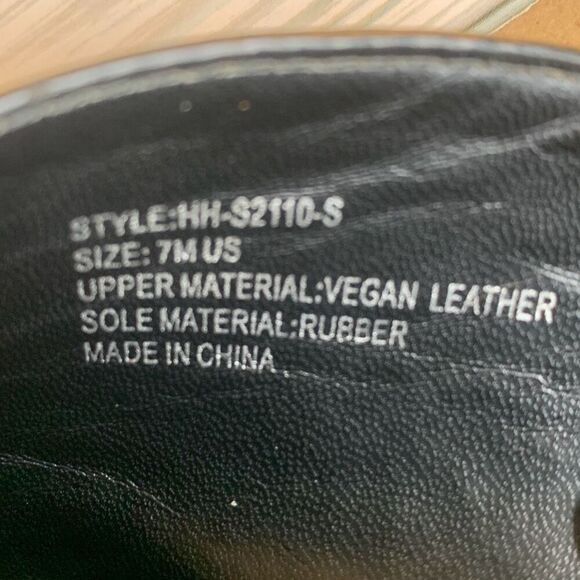 STYLE:HH-S2110-S
SIZE: 7M US
UPPER MATERIAL:VEGAN LEATHER
SOLE MATERIAL:RUBBER
MADE IN CHINA